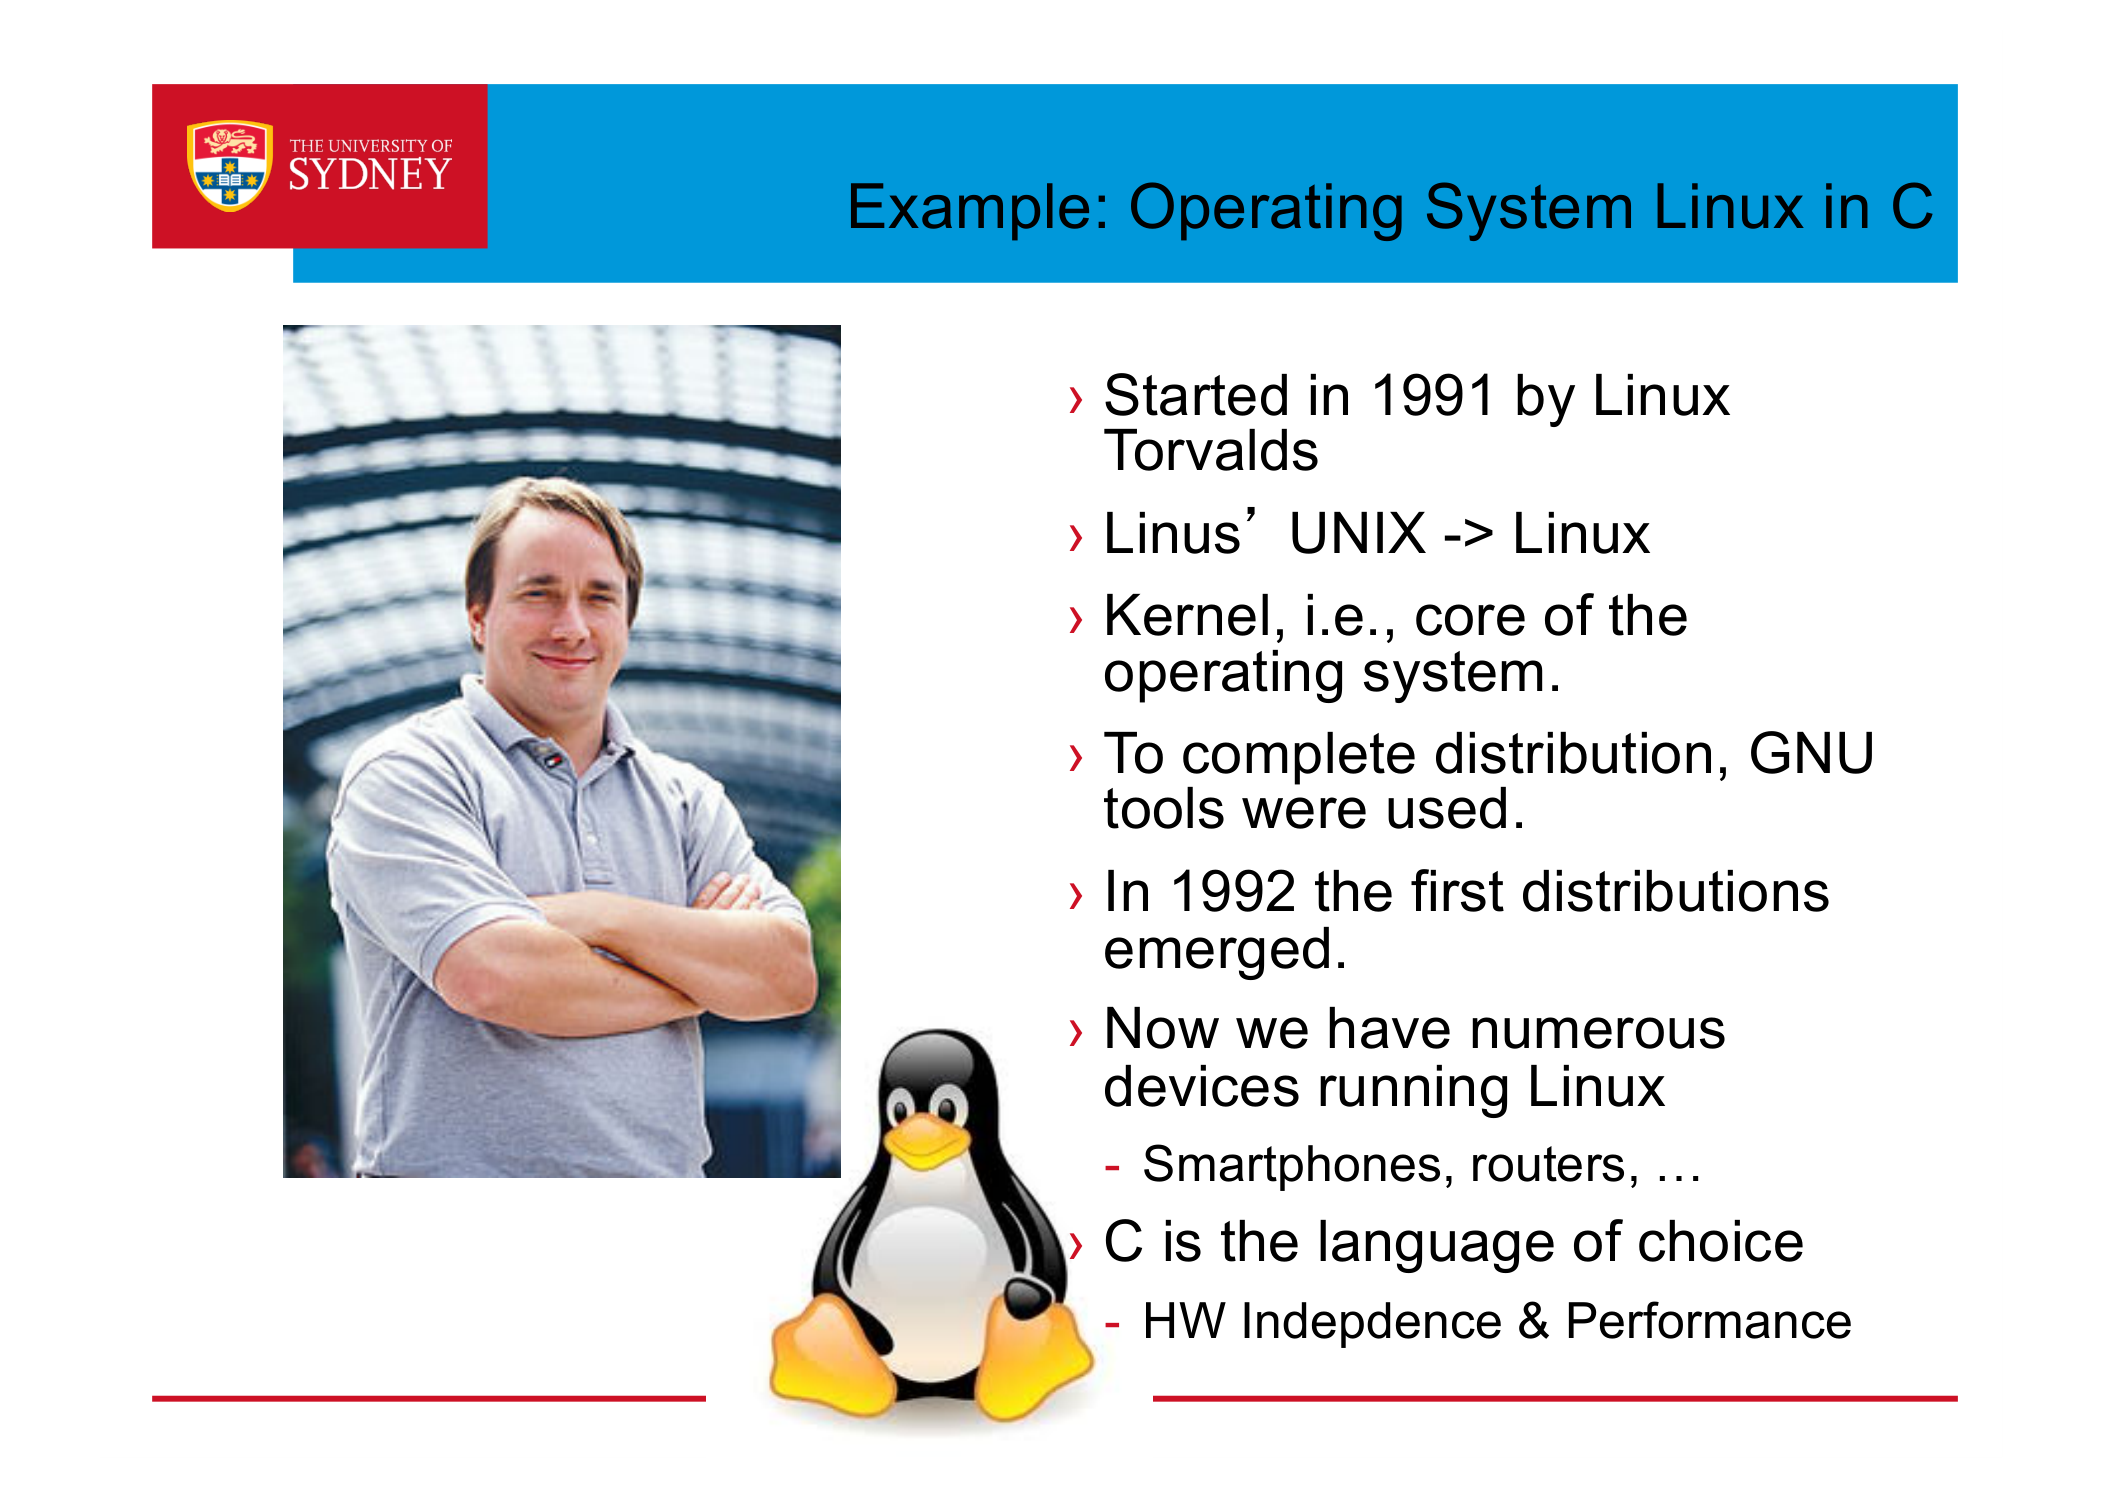 THE UNIVERSITY OF
SYDNEY
Example: Operating System Linux in C
› Started in 1991 by Linux
Torvalds
› Linus’ UNIX -> Linux
› Kernel, i.e., core of the
operating system.
› To complete distribution, GNU
tools were used.
› In 1992 the first distributions
emerged.
› Now we have numerous
devices running Linux
- Smartphones, routers, …
› C is the language of choice
- HW Indepdence & Performance